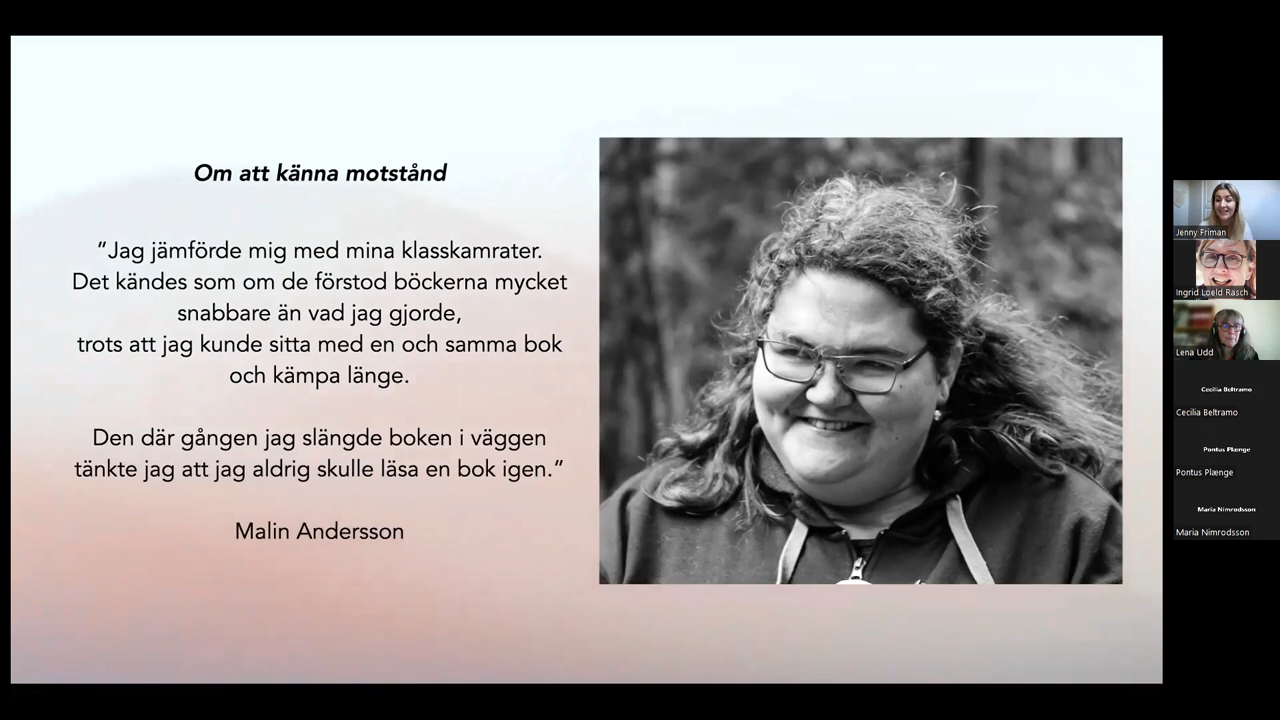 Om att känna motstånd
“Jag jämförde mig med mina klasskamrater.
Det kändes som om de förstod böckerna mycket
snabbare än vad jag gjorde,
trots att jag kunde sitta med en och samma bok
och kämpa länge.
Den där gången jag slängde boken i väggen
tänkte jag att jag aldrig skulle läsa en bok igen.”
Malin Andersson
Jenny Friman
Ingrid Loeld Rasch
Lena Udd
Cecilia Beltramo
Cecilia Beltramo
Pontus Plænge
Pontus Plænge
Maria Nimrodsson
Maria Nimrodsson